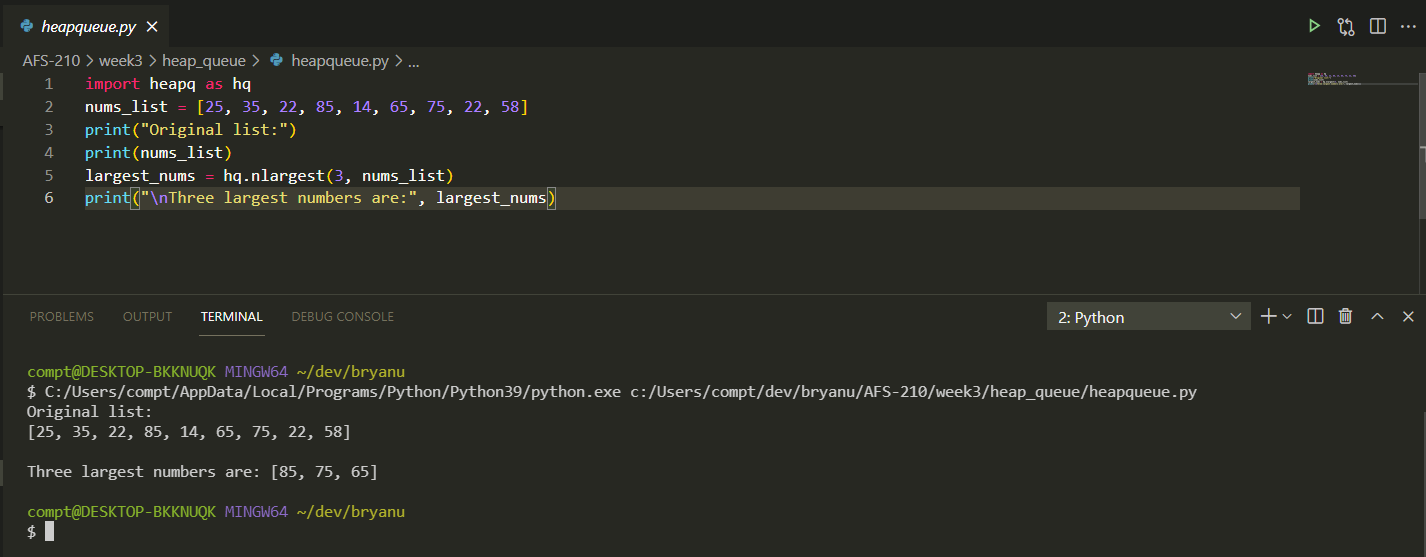 heapqueue.py
AFS-210 > week3 > heap_queue > heapqueue.py > ...
1 import heapq as hq
2 nums_list = [25, 35, 22, 85, 14, 65, 75, 22, 58]
3 print("Original list:")
4 print(nums_list)
5 largest_nums = hq.nlargest(3, nums_list)
6 print("\nThree largest numbers are:", largest_nums)
PROBLEMS OUTPUT TERMINAL DEBUG CONSOLE 2: Python
compt@DESKTOP-BKKNUQK MINGW64 ~/dev/bryanu
$ C:/Users/compt/AppData/Local/Programs/Python/Python39/python.exe c:/Users/compt/dev/bryanu/AFS-210/week3/heap_queue/heapqueue.py
Original list:
[25, 35, 22, 85, 14, 65, 75, 22, 58]
Three largest numbers are: [85, 75, 65]
compt@DESKTOP-BKKNUQK MINGW64 ~/dev/bryanu
$